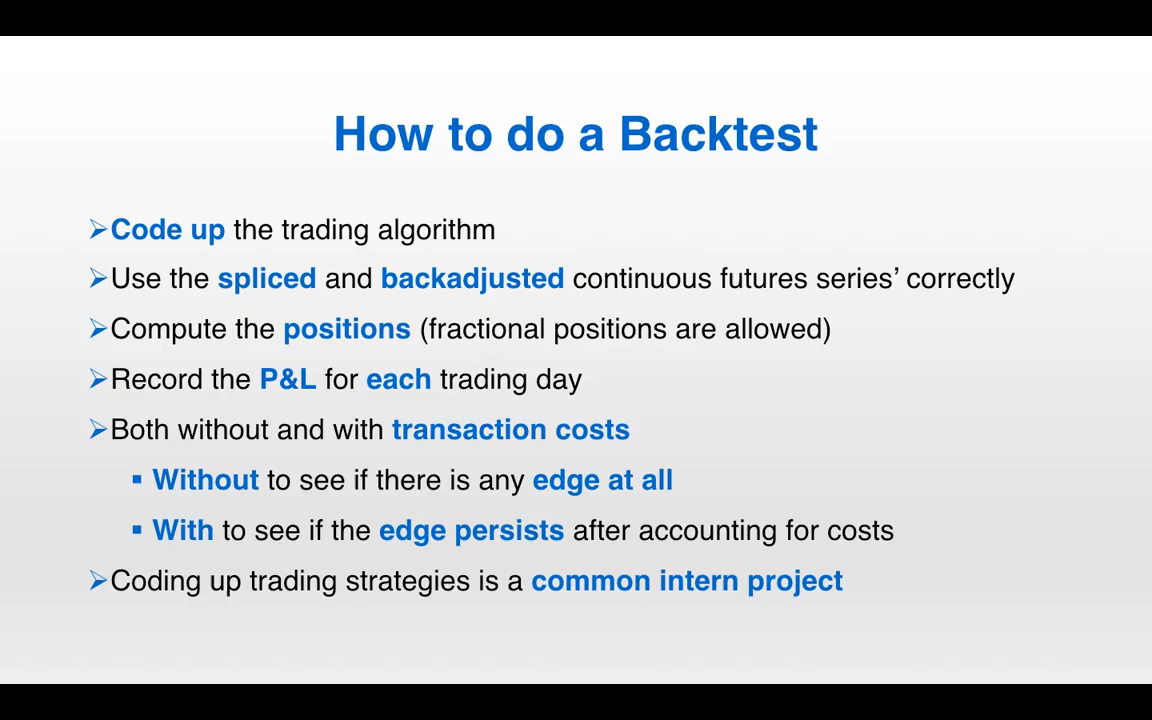 How to do a Backtest
➢Code up the trading algorithm
➢Use the spliced and backadjusted continuous futures series’ correctly
➢Compute the positions (fractional positions are allowed)
➢Record the P&L for each trading day
➢Both without and with transaction costs
▪ Without to see if there is any edge at all
▪ With to see if the edge persists after accounting for costs
➢Coding up trading strategies is a common intern project